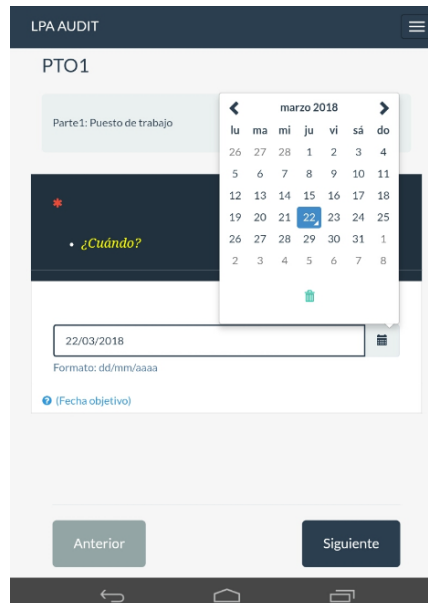 LPA AUDIT
PTO1
Parte1: Puesto de trabajo
marzo 2018
lu ma mi ju vi sá do
26 27 28 1 2 3 4
5 6 7 8 9 10 11
12 13 14 15 16 17 18
19 20 21 22 23 24 25
26 27 28 29 30 31 1
2 3 4 5 6 7 8
*
• ¿Cuándo?
22/03/2018
Formato: dd/mm/aaaa
(Fecha objetivo)
Anterior
Siguiente